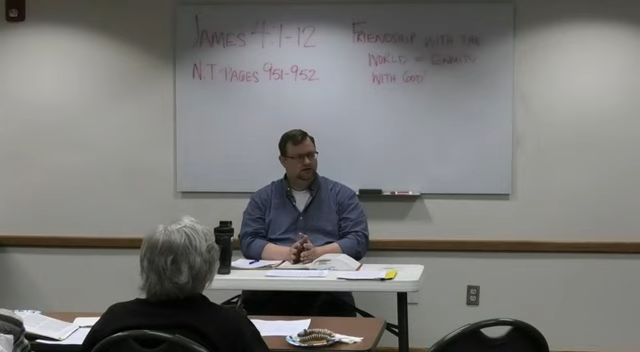 JAMES 4:1-12
N.T. PAGES 951-952
FRIENDSHIP WITH THE
WORLD = ENMITY
WITH GOD